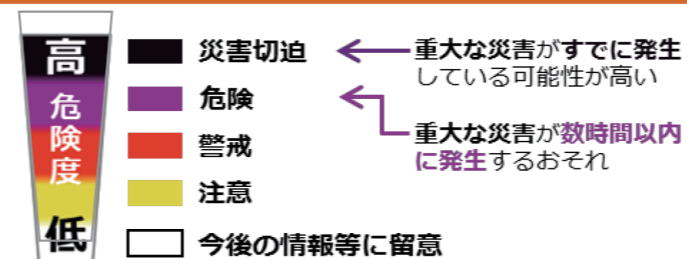 高
危険度
低
災害切迫
危険
警戒
注意
今後の情報等に留意
重大な災害がすでに発生
している可能性が高い
重大な災害が数時間以内
に発生するおそれ